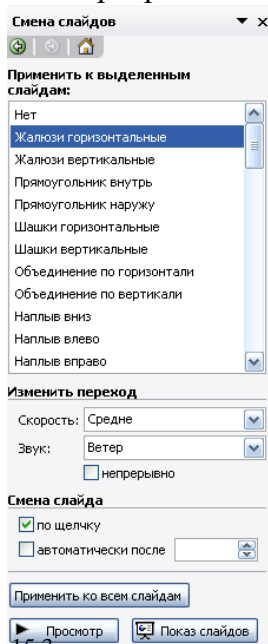 Смена слайдов
Применить к выделенным
слайдам:
Нет
Жалюзи горизонтальные
Жалюзи вертикальные
Прямоугольник внутрь
Прямоугольник наружу
Шашки горизонтальные
Шашки вертикальные
Объединение по горизонтали
Объединение по вертикали
Наплыв вниз
Наплыв влево
Наплыв вправо
Изменить переход
Скорость: Средне
Звук: Ветер
непрерывно
Смена слайда
по щелчку
автоматически после
Применить ко всем слайдам
Просмотр Показ слайдов